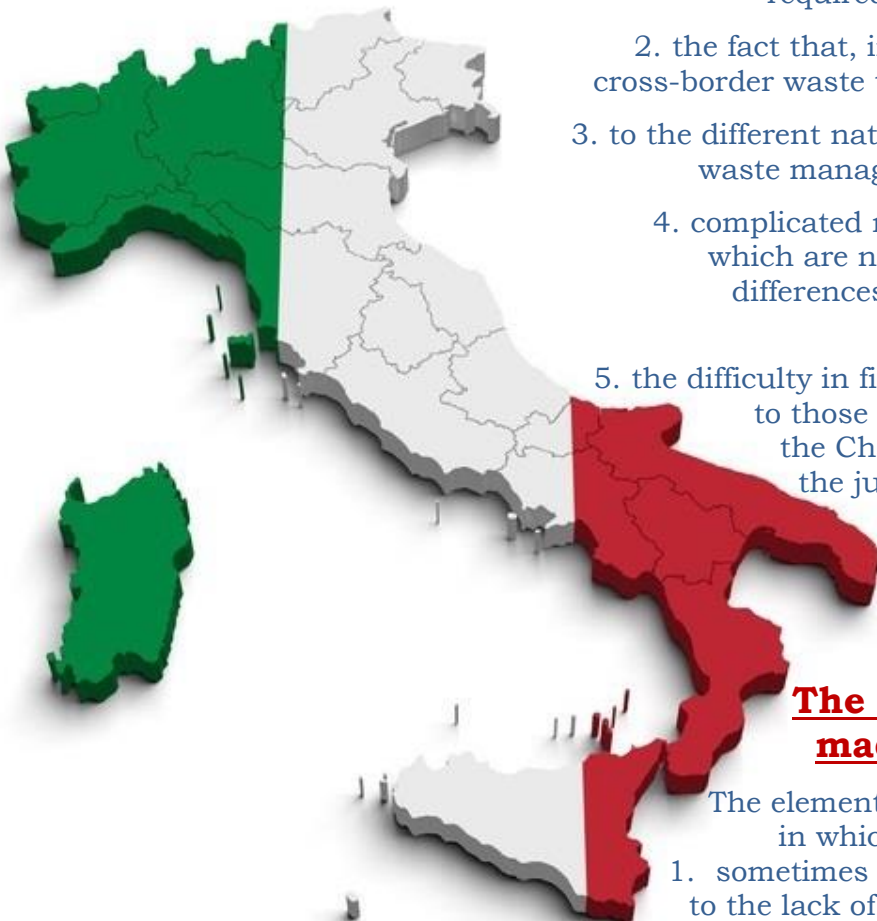 required
2. the fact that, i
cross-border waste
3. to the different nat
waste manag
4. complicated
which are n
differences
5. the difficulty in fi
to those
the Ch
the ju
The
ma
The element
in whic
1. sometimes
to the lack of